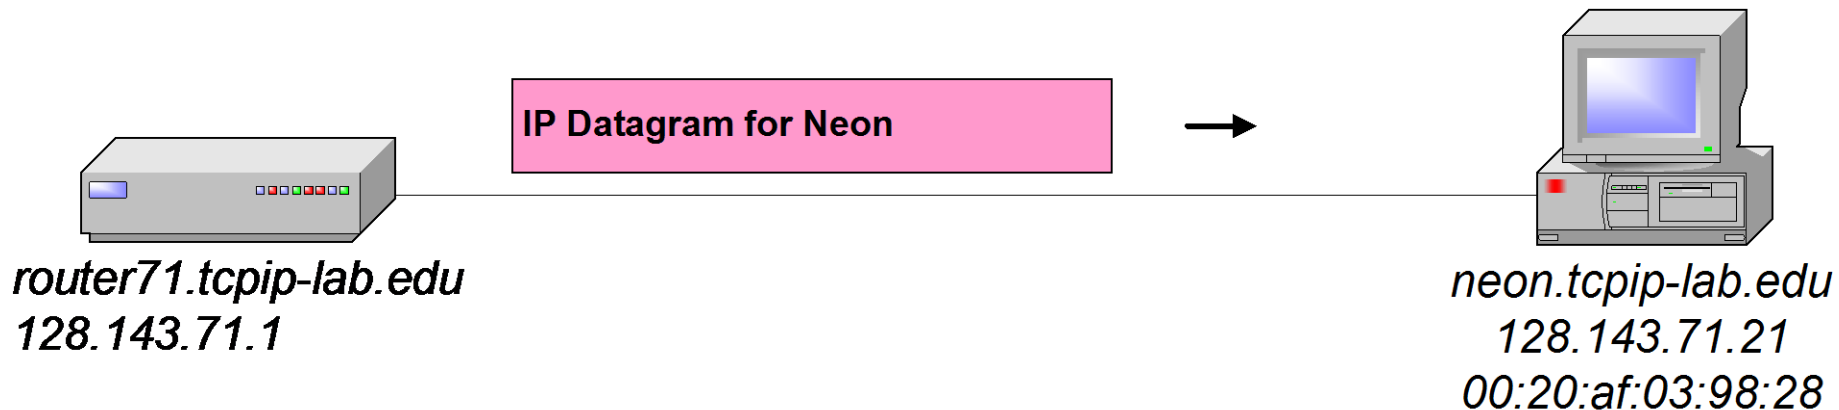 IP Datagram for Neon
router71.tcpip-lab.edu
128.143.71.1
neon.tcpip-lab.edu
128.143.71.21
00:20:af:03:98:28